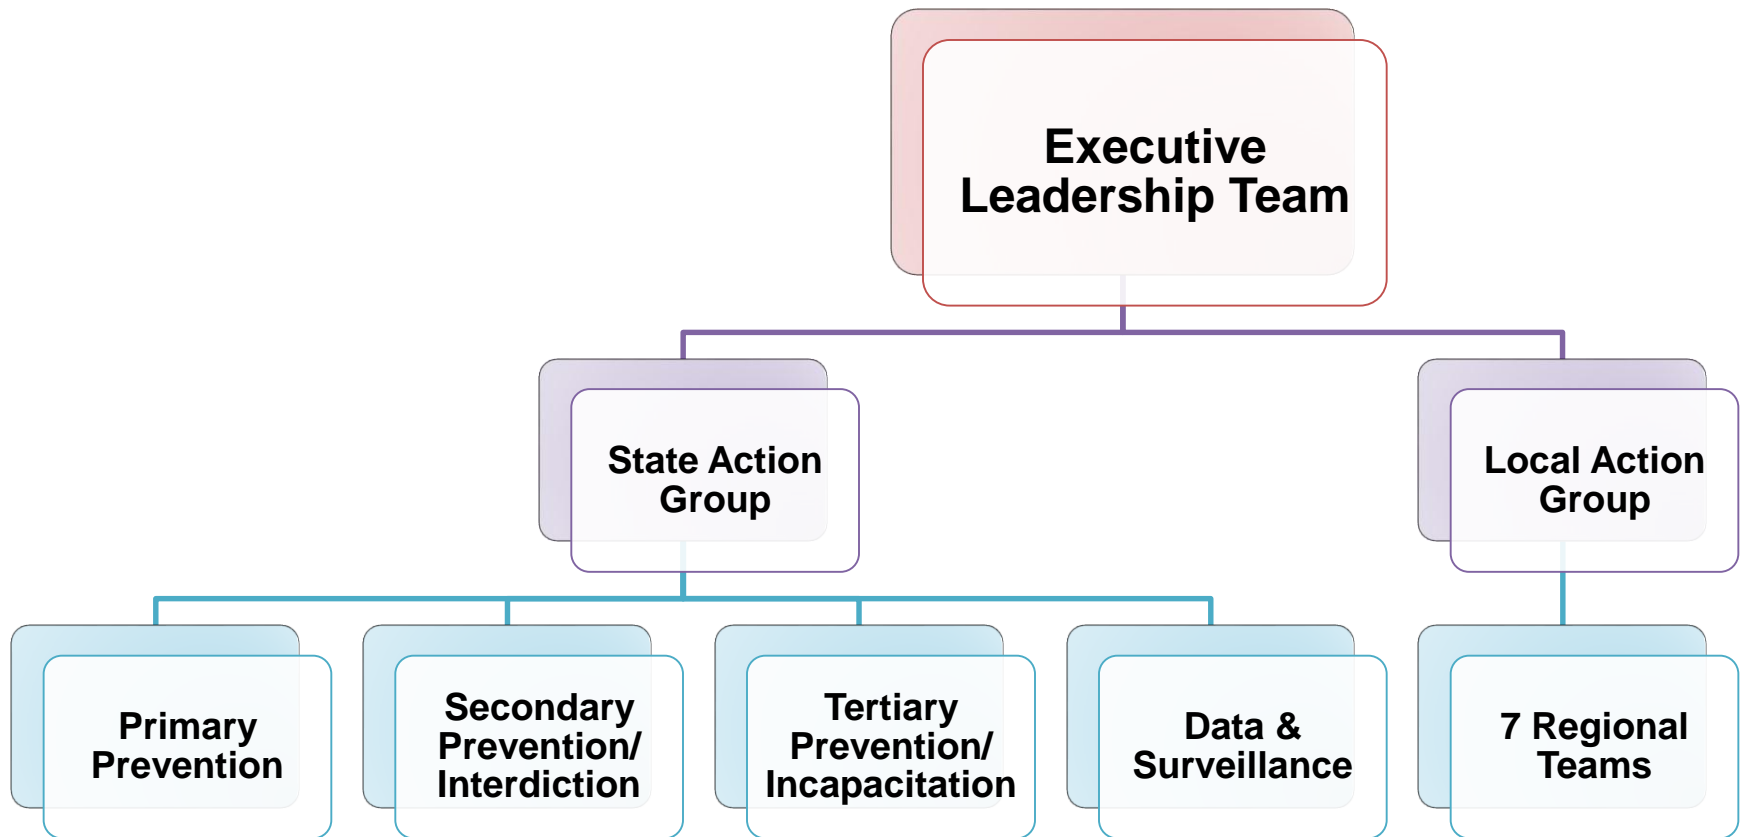 Executive
Leadership Team
State Action
Group
Local Action
Group
Primary
Prevention
Secondary
Prevention/
Interdiction
Tertiary
Prevention/
Incapacitation
Data &
Surveillance
7 Regional
Teams